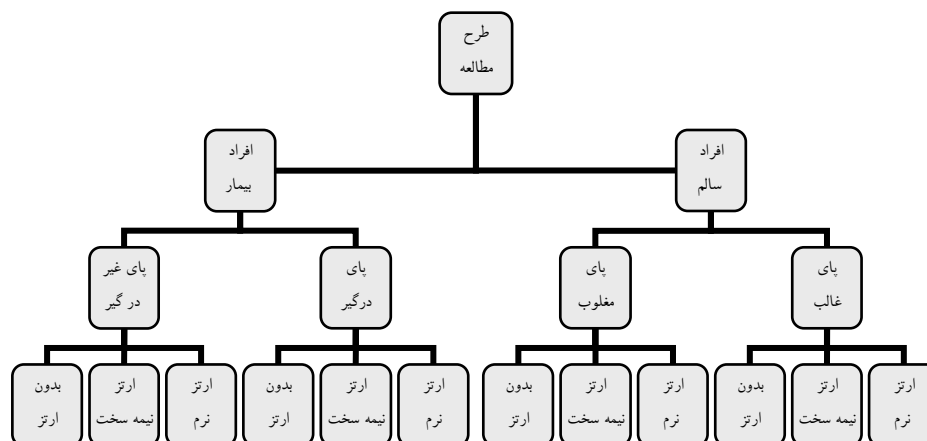 طرح
مطالعه
افراد
سالم
افراد
بیمار
پای
غالب
پای
مغلوب
پای
درگیر
پای غیر
در گیر
ارتز
نرم
ارتز
نیمه سخت
بدون
ارتز
ارتز
نرم
ارتز
نیمه سخت
بدون
ارتز
ارتز
نرم
ارتز
نیمه سخت
بدون
ارتز
ارتز
نرم
ارتز
نیمه سخت
بدون
ارتز